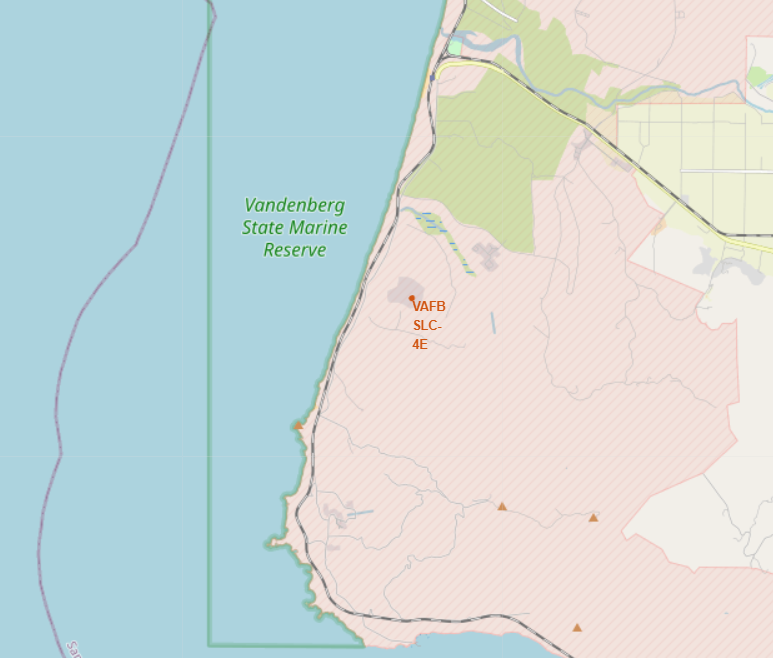 Vandenberg
State Marine
Reserve
VAFB
SLC-
4E